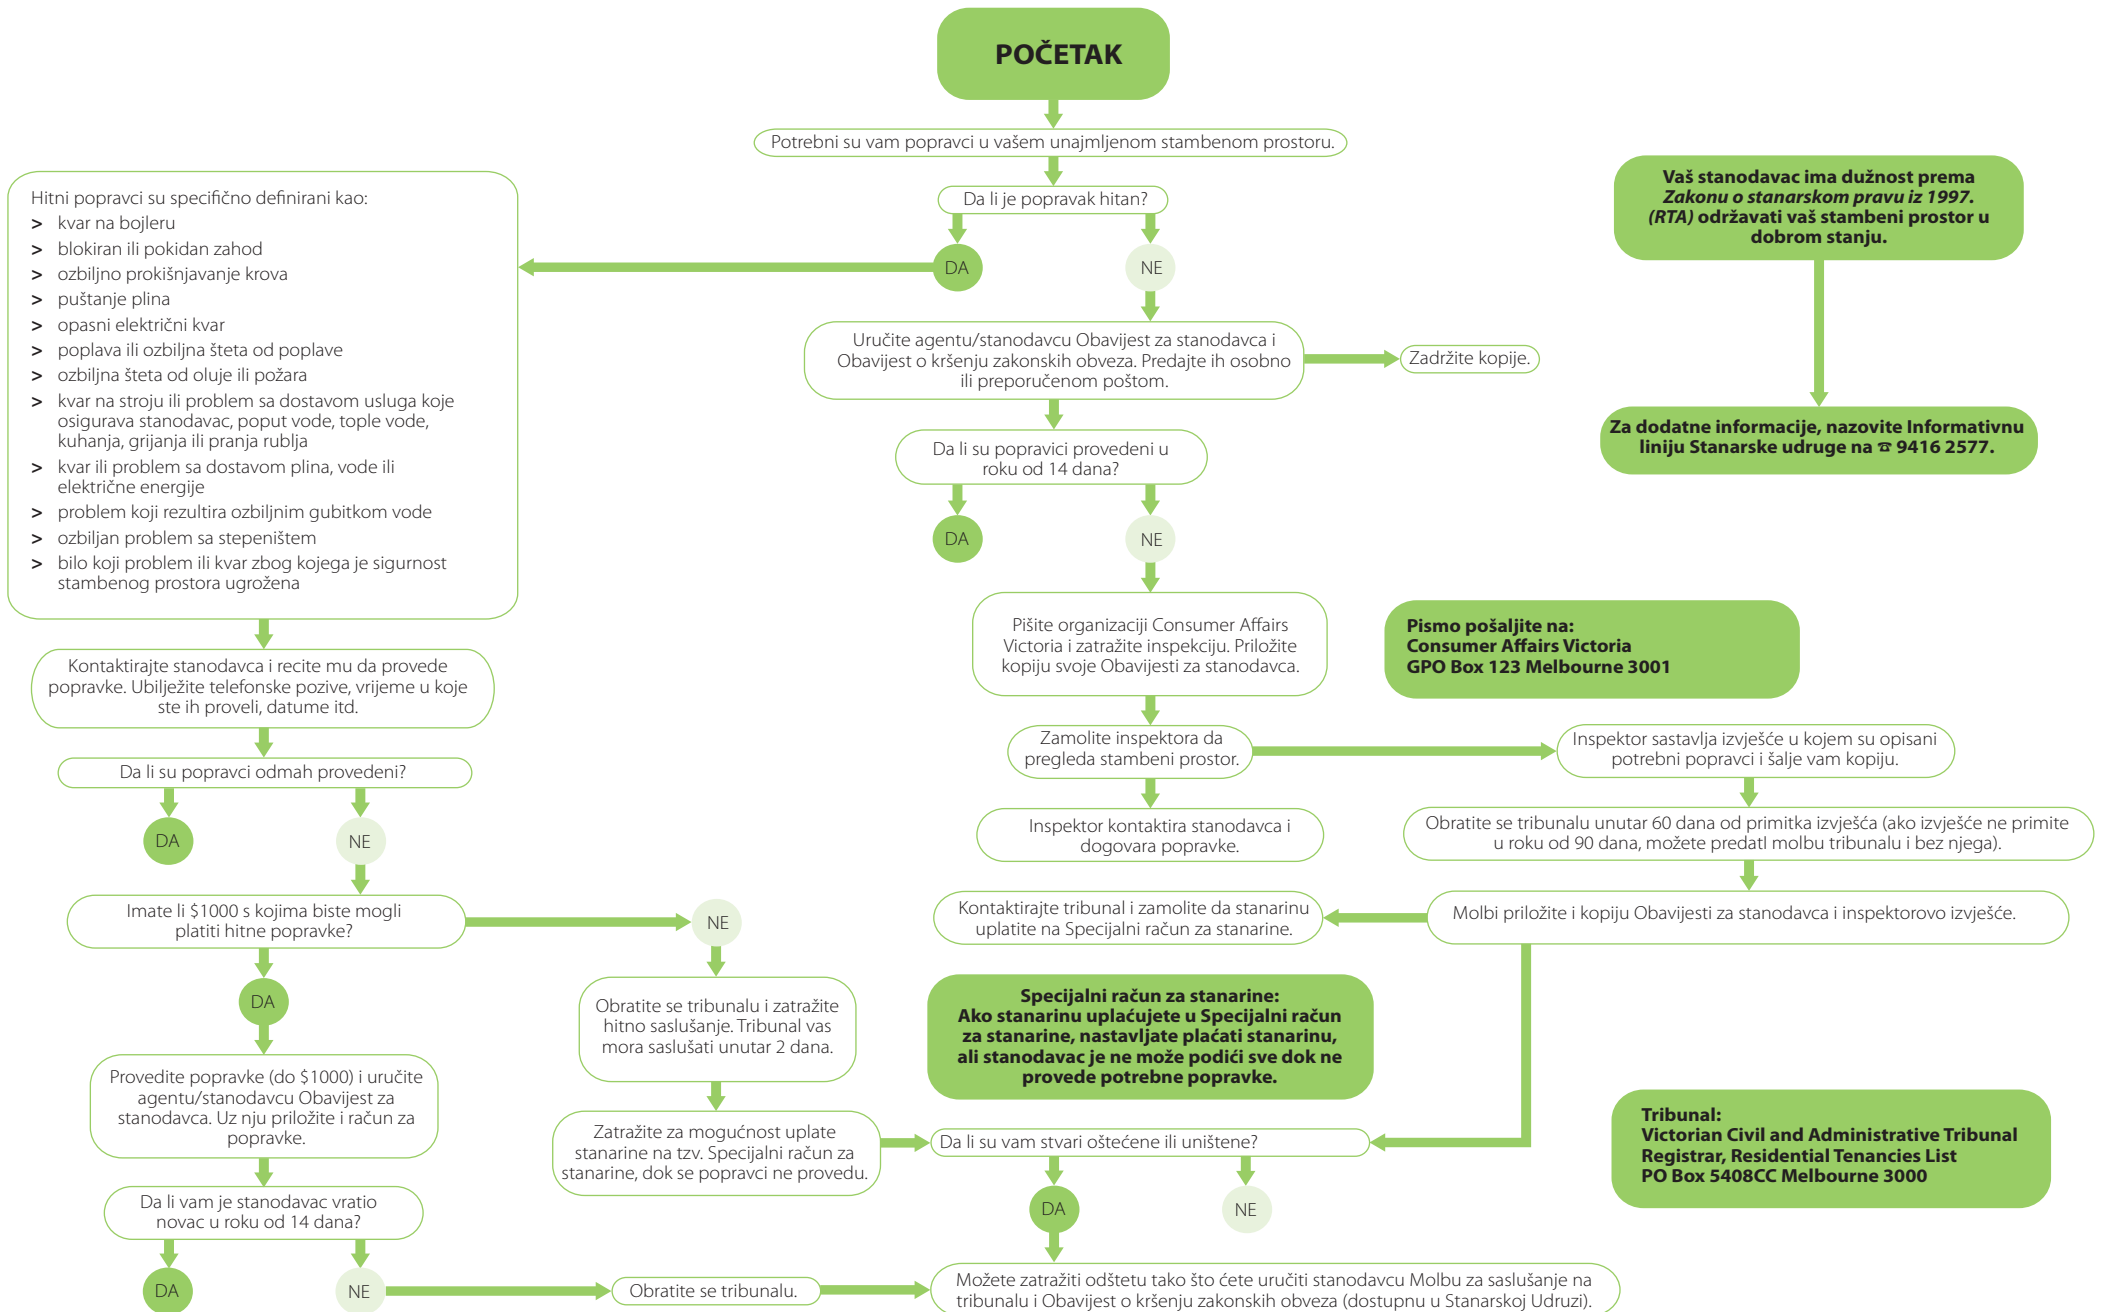 POČETAK
Potrebni su vam popravci u vašem unajmljenom stambenom prostoru.
Da li je popravak hitan?
DA
NE
Hitni popravci su specifično definirani kao:
> kvar na bojleru
> blokiran ili pokidan zahod
> ozbiljno prokišnjavanje krova
> puštanje plina
> opasni električni kvar
> poplava ili ozbiljna šteta od poplave
> ozbiljna šteta od oluje ili požara
> kvar na stroju ili problem sa dostavom usluga koje
osigurava stanodavac, poput vode, tople vode,
kuhanja, grijanja ili pranja rublja
> kvar ili problem sa dostavom plina, vode ili
električne energije
> problem koji rezultira ozbiljnim gubitkom vode
> ozbiljan problem sa stepeništem
> bilo koji problem ili kvar zbog kojega je sigurnost
stambenog prostora ugrožena
Kontaktirajte stanodavca i recite mu da provede
popravke. Ubilježite telefonske pozive, vrijeme u koje
ste ih proveli, datume itd.
Da li su popravci odmah provedeni?
DA
NE
Imate li $1000 s kojima biste mogli
platiti hitne popravke?
DA
NE
Provedite popravke (do $1000) i uručite
agentu/stanodavcu Obavijest za
stanodavca. Uz nju priložite i račun za
popravke.
Da li vam je stanodavac vratio
novac u roku od 14 dana?
DA
NE
Obratite se tribunalu.
Obratite se tribunalu i zatražite
hitno saslušanje. Tribunal vas
mora saslušati unutar 2 dana.
Zatražite za mogućnost uplate
stanarine na tzv. Specijalni račun za
stanarine, dok se popravci ne provedu.
Uručite agentu/stanodavcu Obavijest za stanodavca i
Obavijest o kršenju zakonskih obveza. Predajte ih osobno
ili preporučenom poštom.
Zadržite kopije.
Da li su popravici provedeni u
roku od 14 dana?
DA
NE
Pišite organizaciji Consumer Affairs
Victoria i zatražite inspekciju. Priložite
kopiju svoje Obavijesti za stanodavca.
Pismo pošaljite na:
Consumer Affairs Victoria
GPO Box 123 Melbourne 3001
Zamolite inspektora da
pregleda stambeni prostor.
Inspektor kontaktira stanodavca i
dogovara popravke.
Inspektor sastavlja izvješće u kojem su opisani
potrebni popravci i šalje vam kopiju.
Obratite se tribunalu unutar 60 dana od primitka izvješća (ako izvješće ne primite
u roku od 90 dana, možete predatl molbu tribunalu i bez njega).
Molbi priložite i kopiju Obavijesti za stanodavca i inspektorovo izvješće.
Kontaktirajte tribunal i zamolite da stanarinu
uplatite na Specijalni račun za stanarine.
Specijalni račun za stanarine:
Ako stanarinu uplaćujete u Specijalni račun
za stanarine, nastavljate plaćati stanarinu,
ali stanodavac je ne može podići sve dok ne
provede potrebne popravke.
Da li su vam stvari oštećene ili uništene?
DA
NE
Možete zatražiti odštetu tako što ćete uručiti stanodavcu Molbu za saslušanje na
tribunalu i Obavijest o kršenju zakonskih obveza (dostupnu u Stanarskoj Udruzi).
Vaš stanodavac ima dužnost prema
Zakonu o stanarskom pravu iz 1997.
(RTA) održavati vaš stambeni prostor u
dobrom stanju.
Za dodatne informacije, nazovite Informativnu
liniju Stanarske udruge na ☎ 9416 2577.
Tribunal:
Victorian Civil and Administrative Tribunal
Registrar, Residential Tenancies List
PO Box 5408CC Melbourne 3000